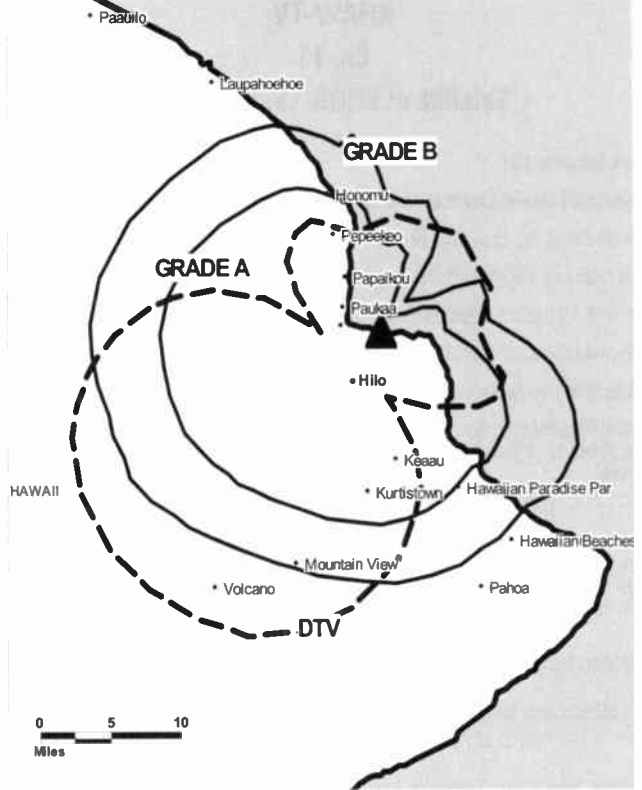 Paauilo
Laupahoehoe
GRADE B
Honomu
Pepeekeo
GRADE A
Papaikou
Paukaa
Hilo
Keaau
HAWAII
Kurtistown
Hawaiian Paradise Par
Hawaiian Beaches
Mountain View
Volcano
Pahoa
DTV
0 5 10
Miles